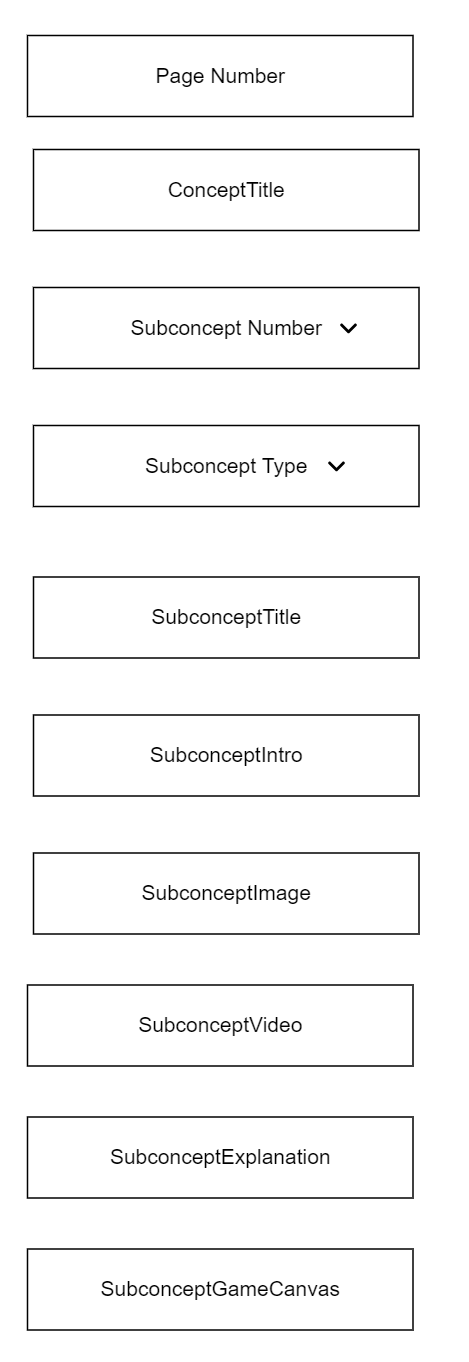 Page Number
ConceptTitle
Subconcept Number
Subconcept Type
SubconceptTitle
SubconceptIntro
SubconceptImage
SubconceptVideo
SubconceptExplanation
SubconceptGameCanvas